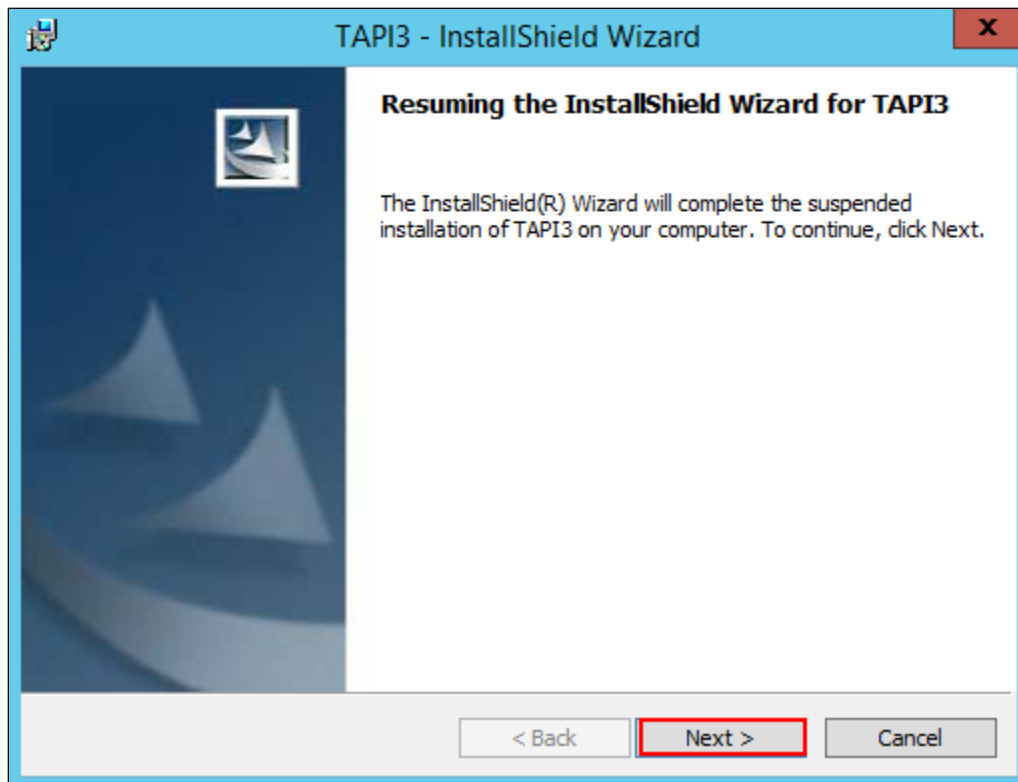 TAPI3 - InstallShield Wizard
X
Resuming the InstallShield Wizard for TAPI3
The InstallShield(R) Wizard will complete the suspended
installation of TAPI3 on your computer. To continue, click Next.
< Back
Next >
Cancel